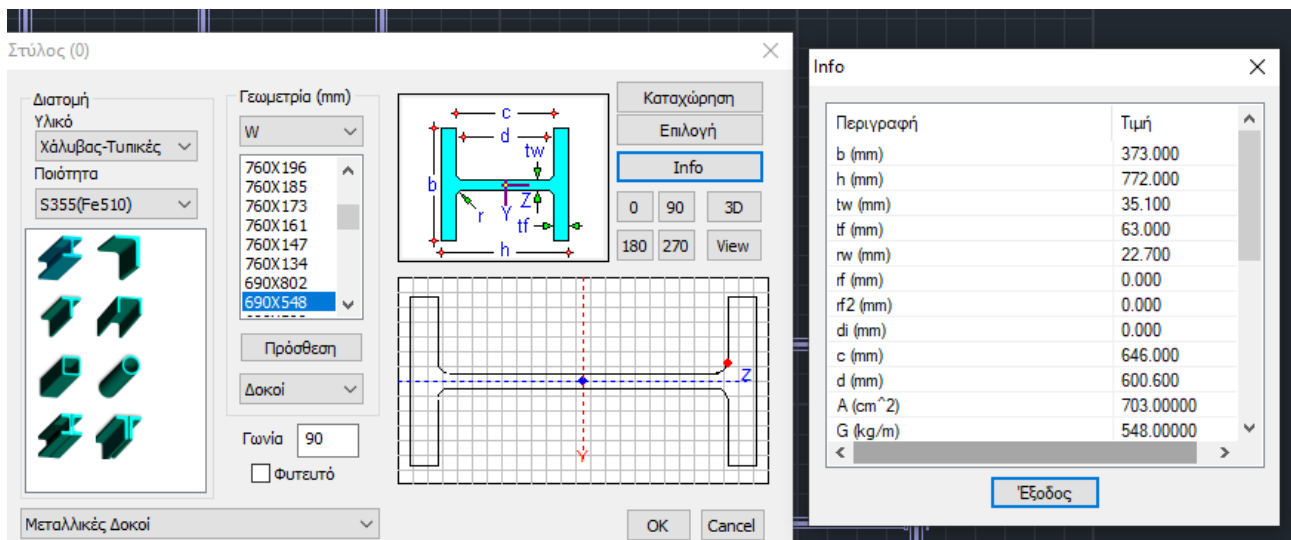 Στύλος (0)
Διατομή
Υλικό
Χάλυβας-Τυπικές
Ποιότητα
S355(Fe510)
Γεωμετρία (mm)
W
760X196
760X185
760X173
760X161
760X147
760X134
690X802
690X548
Πρόσθεση
Δοκοί
Γωνία 90
Φυτευτό
c
d
tw
b
Z
r
Y
tf
h
Καταχώρηση
Επιλογή
Info
0 90 3D
180 270 View
Z
Y
Μεταλλικές Δοκοί
OK Cancel
Info
Περιγραφή Τιμή
b (mm) 373.000
h (mm) 772.000
tw (mm) 35.100
tf (mm) 63.000
rw (mm) 22.700
rf (mm) 0.000
rf2 (mm) 0.000
di (mm) 0.000
c (mm) 646.000
d (mm) 600.600
A (cm^2) 703.00000
G (kg/m) 548.00000
Έξοδος